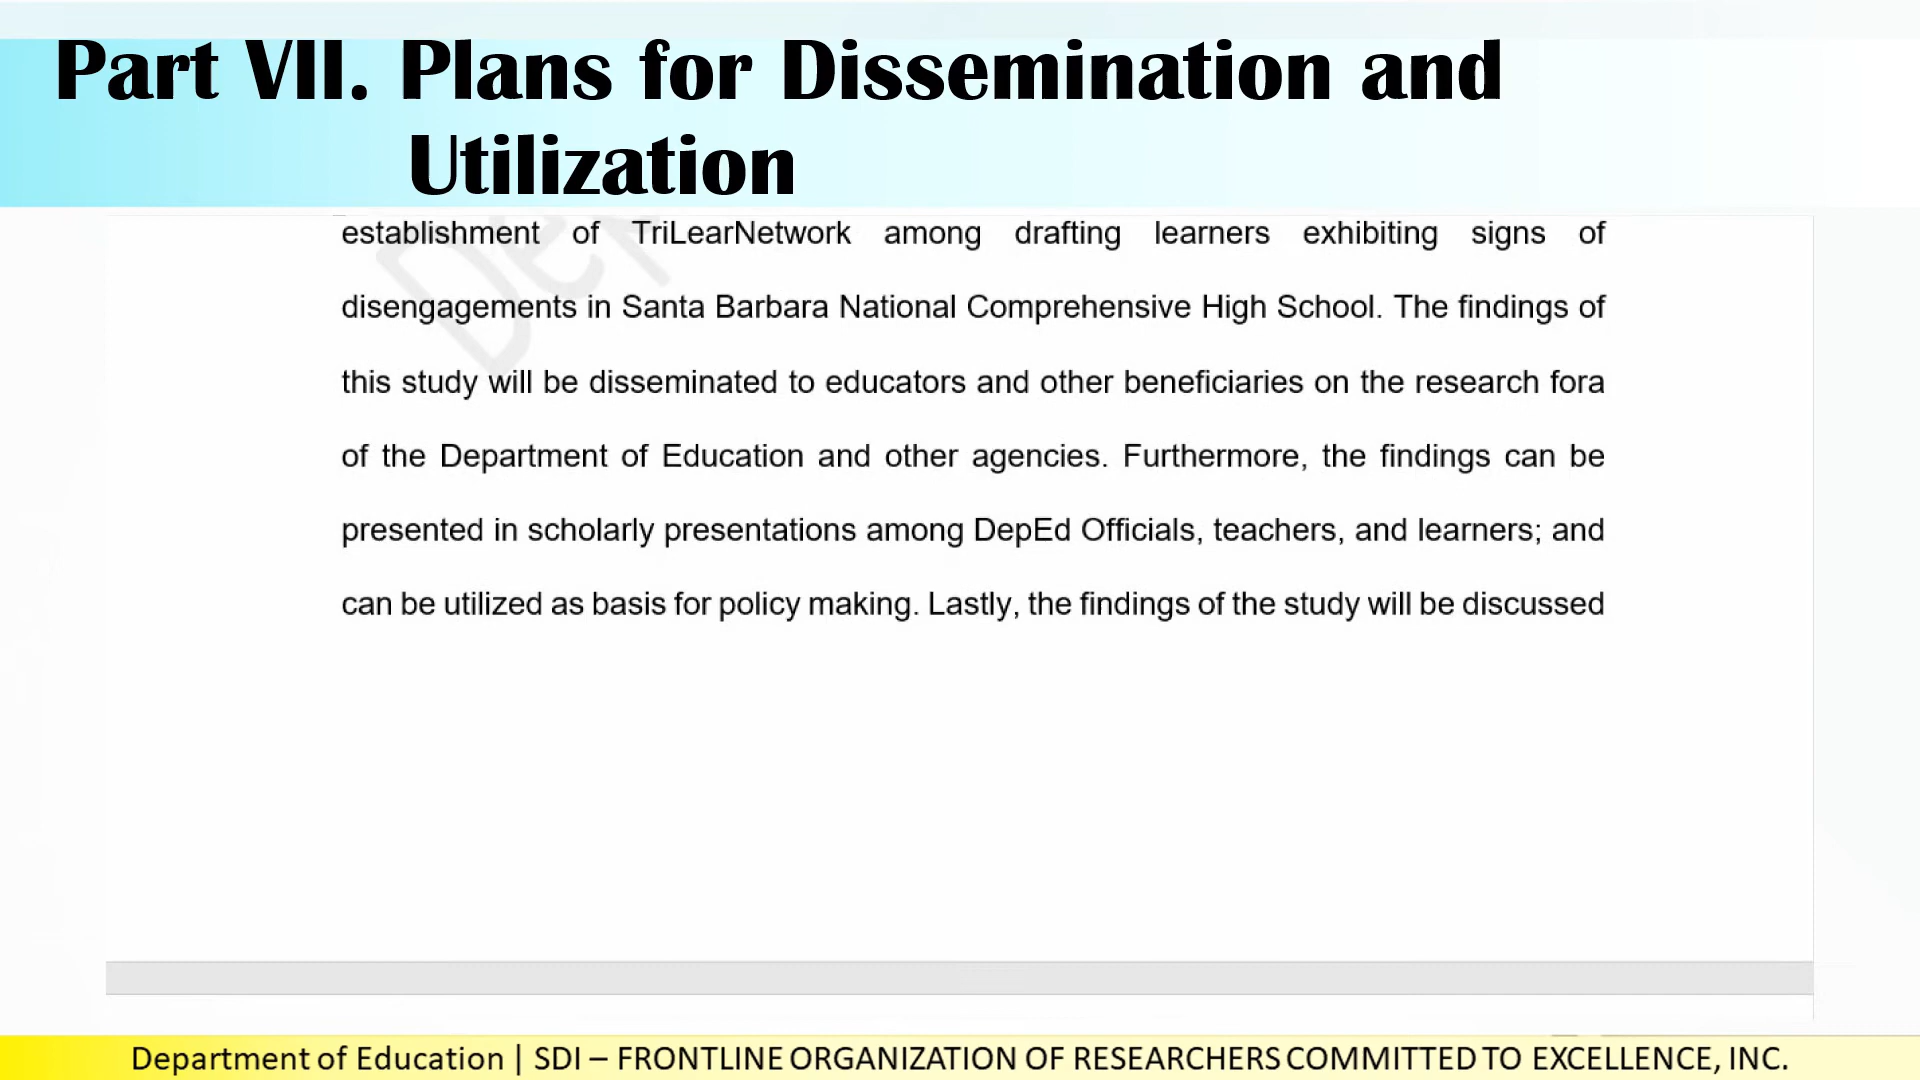 Part VII. Plans for Dissemination and
Utilization
establishment of TriLearNetwork among drafting learners exhibiting signs of
disengagements in Santa Barbara National Comprehensive High School. The findings of
this study will be disseminated to educators and other beneficiaries on the research fora
of the Department of Education and other agencies. Furthermore, the findings can be
presented in scholarly presentations among DepEd Officials, teachers, and learners; and
can be utilized as basis for policy making. Lastly, the findings of the study will be discussed
Department of Education | SDI – FRONTLINE ORGANIZATION OF RESEARCHERS COMMITTED TO EXCELLENCE, INC.